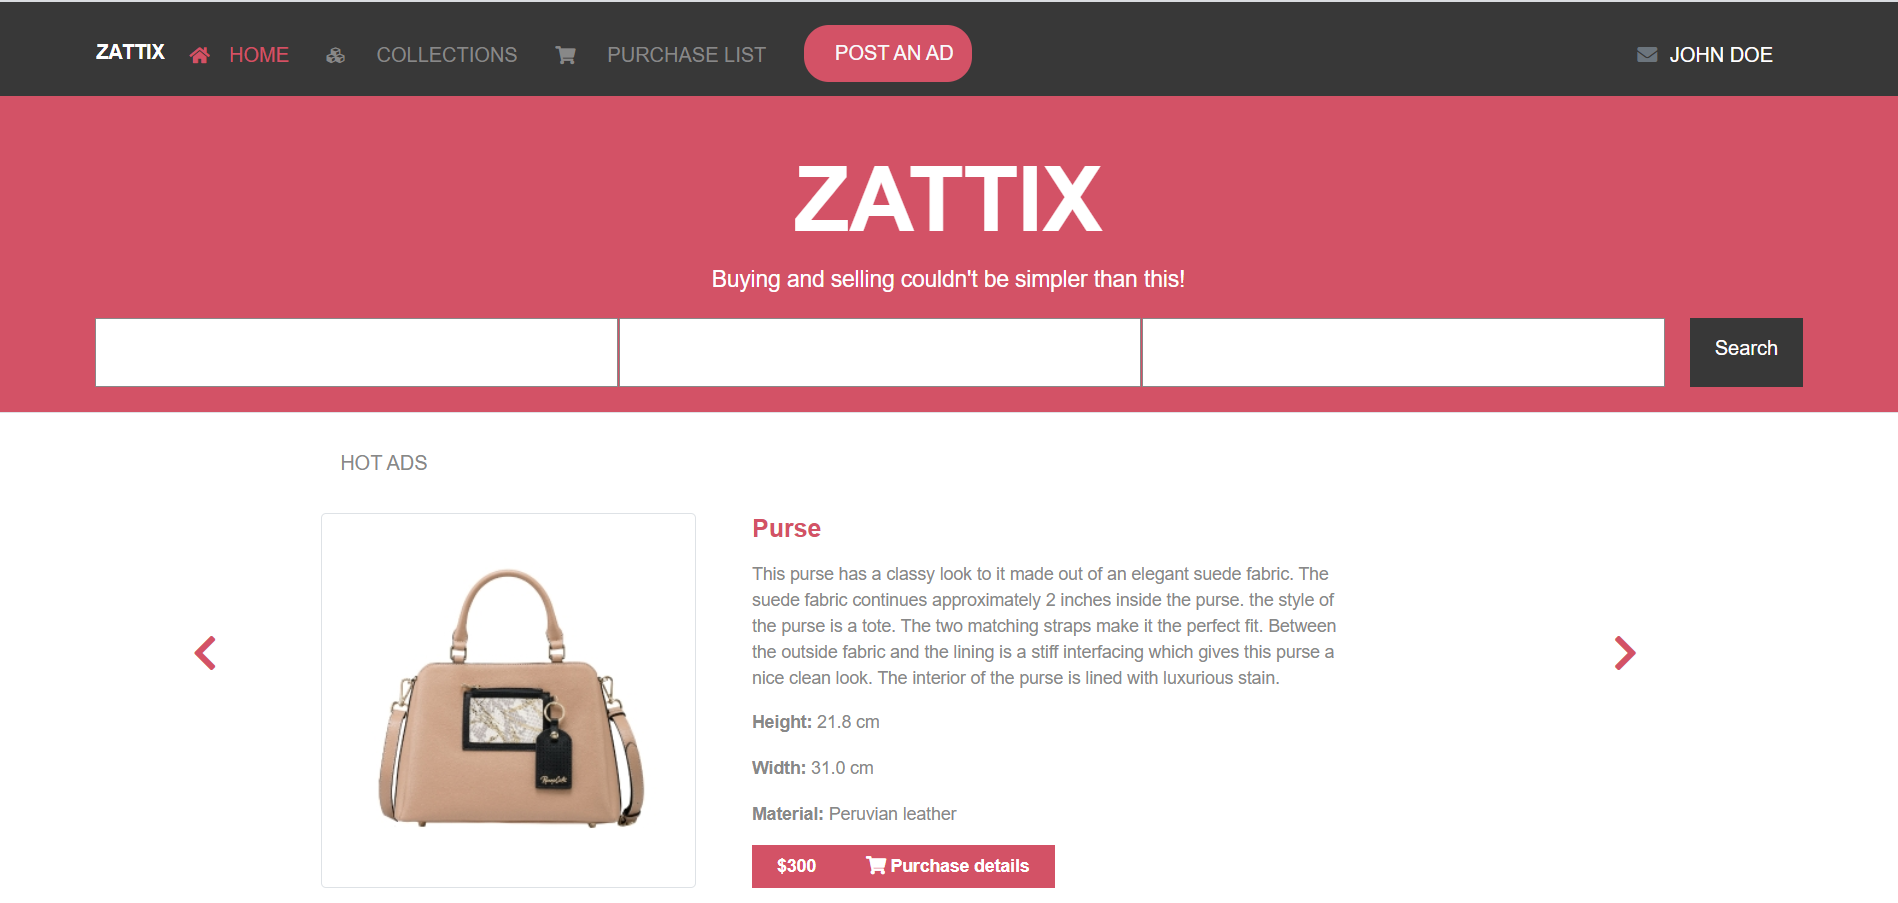 ZATTIX HOME COLLECTIONS PURCHASE LIST POST AN AD JOHN DOE
ZATTIX
Buying and selling couldn't be simpler than this!
Search
HOT ADS
Purse
This purse has a classy look to it made out of an elegant suede fabric. The
suede fabric continues approximately 2 inches inside the purse. the style of
the purse is a tote. The two matching straps make it the perfect fit. Between
the outside fabric and the lining is a stiff interfacing which gives this purse a
nice clean look. The interior of the purse is lined with luxurious stain.
Height: 21.8 cm
Width: 31.0 cm
Material: Peruvian leather
$300 Purchase details